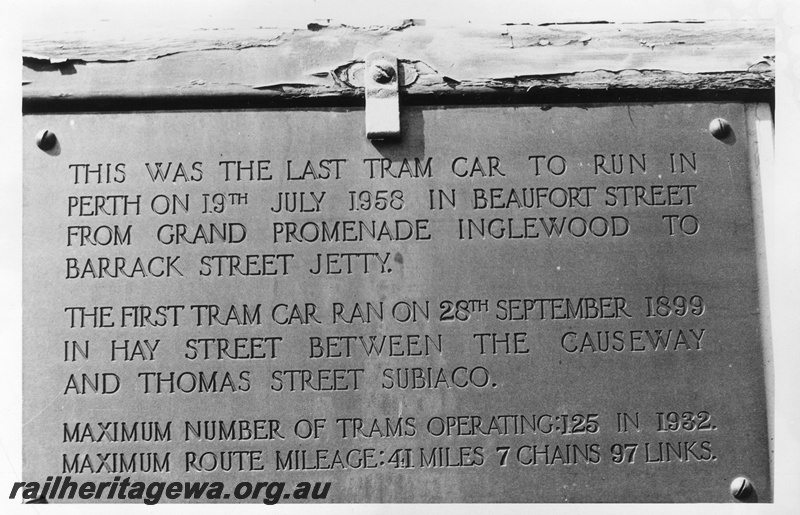 THIS WAS THE LAST TRAM CAR TO RUN IN
PERTH ON 19TH JULY 1958 IN BEAUFORT STREET
FROM GRAND PROMENADE INGLEWOOD TO
BARRACK STREET JETTY.
THE FIRST TRAM CAR RAN ON 28TH SEPTEMBER 1899
IN HAY STREET BETWEEN THE CAUSEWAY
AND THOMAS STREET SUBIACO.
MAXIMUM NUMBER OF TRAMS OPERATING:125 IN 1932.
MAXIMUM ROUTE MILEAGE:41 MILES 7 CHAINS 97 LINKS.
railheritagewa.org.au